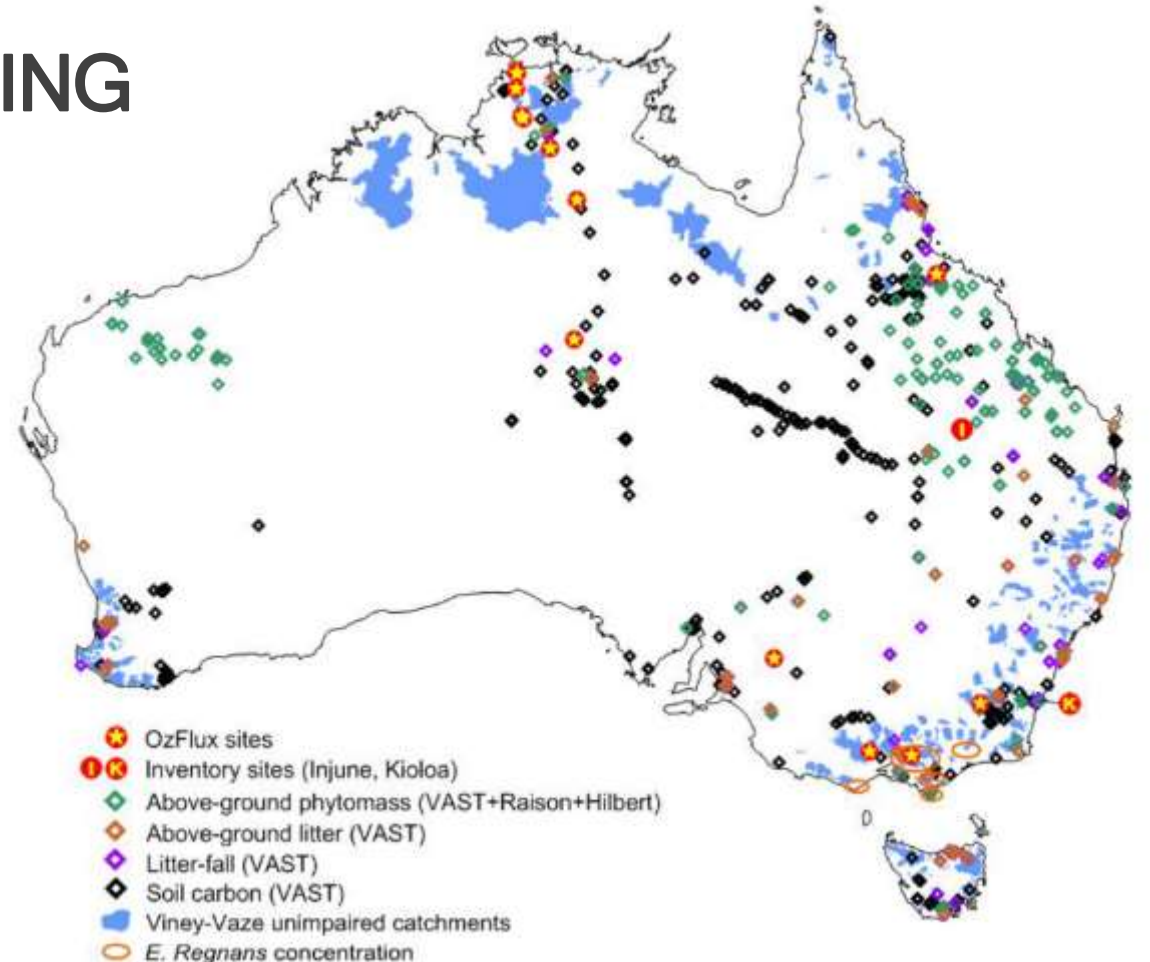 ING
OzFlux sites
I K Inventory sites (Injune, Kioloa)
Above-ground phytomass (VAST+Raison+Hilbert)
Above-ground litter (VAST)
Litter-fall (VAST)
Soil carbon (VAST)
Viney-Vaze unimpaired catchments
E. Regnans concentration
I
K